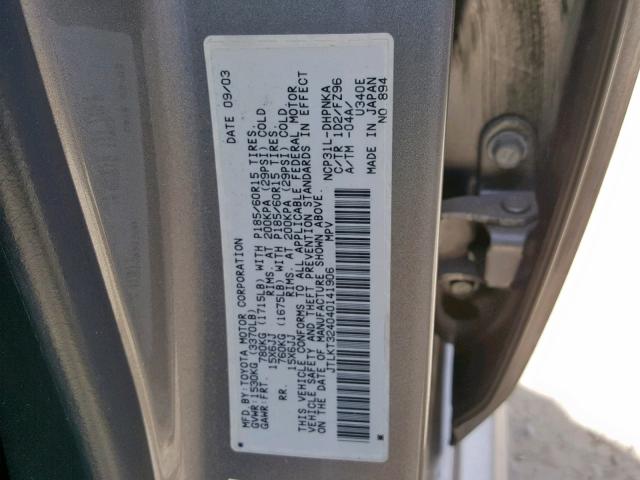 MFD.BY:TOYOTA MOTOR CORPORATION DATE 09/03
GVWR:1530KG (3370LB)
GAWR:FRT. 780KG (1715LB) WITH P185/60R15 TIRES.
15X6JJ RIMS. AT 200KPA (29PSI) COLD
RR. 760KG (1675LB) WITH P185/60R15 TIRES.
15X6JJ RIMS. AT 200KPA (29PSI) COLD
THIS VEHICLE CONFORMS TO ALL APPLICABLE FEDERAL MOTOR
VEHICLE SAFETY AND THEFT PREVENTION STANDARDS IN EFFECT
ON THE DATE OF MANUFACTURE SHOWN ABOVE.
JTLKT324040141906 MPV NCP31L-DHPNKA
C/TR 1D2/FZ96
A/TM -04A/ U340E
MADE IN JAPAN
NO 894